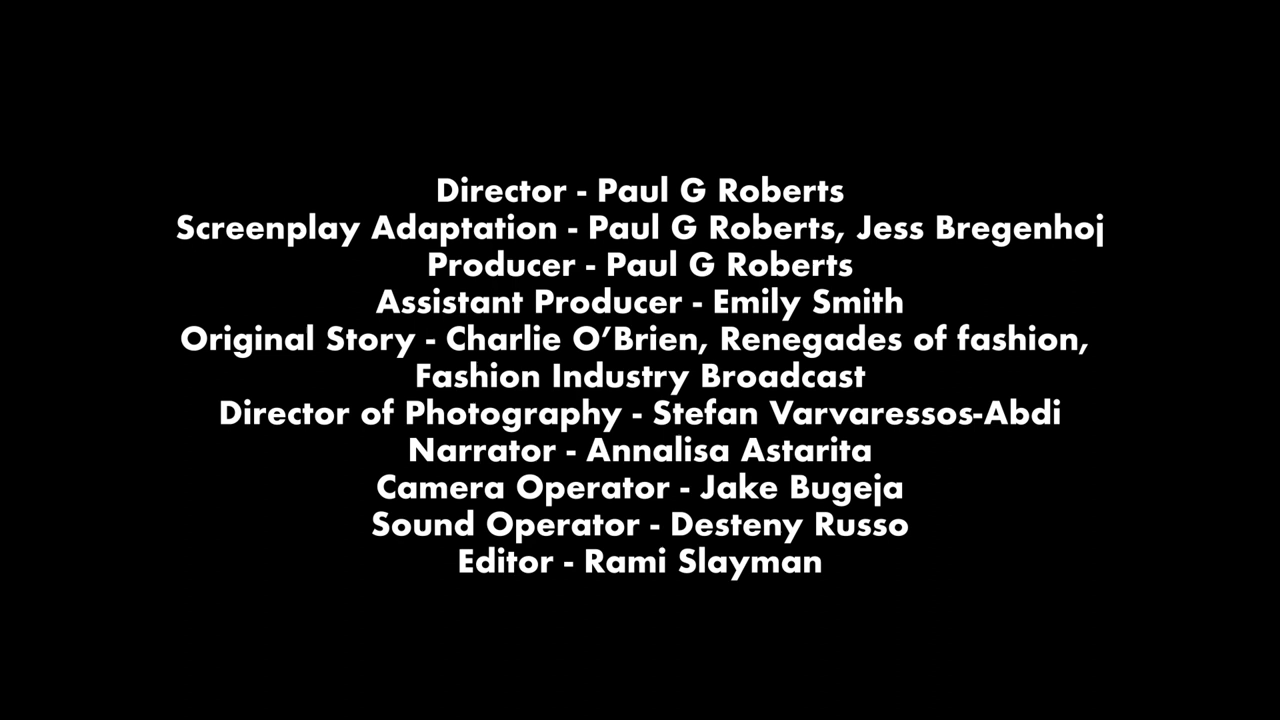 Director - Paul G Roberts
Screenplay Adaptation - Paul G Roberts, Jess Bregenhoj
Producer - Paul G Roberts
Assistant Producer - Emily Smith
Original Story - Charlie O’Brien, Renegades of fashion,
Fashion Industry Broadcast
Director of Photography - Stefan Varvaressos-Abdi
Narrator - Annalisa Astarita
Camera Operator - Jake Bugeja
Sound Operator - Desteny Russo
Editor - Rami Slayman